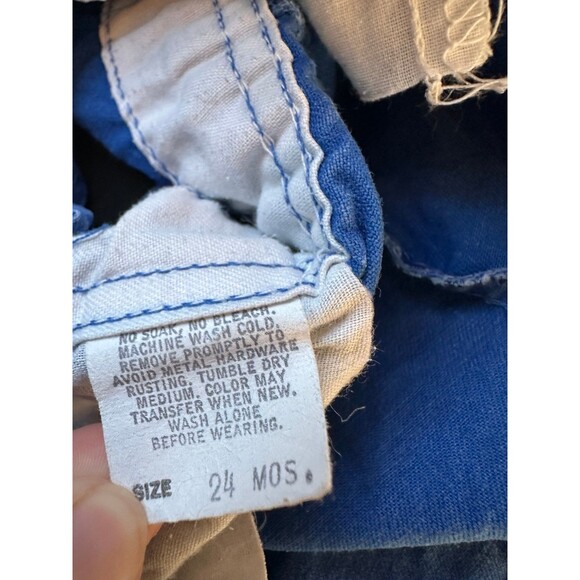 NO SOAK, NO BLEACH.
MACHINE WASH COLD.
REMOVE PROMPTLY TO
AVOID METAL HARDWARE
RUSTING. TUMBLE DRY
MEDIUM. COLOR MAY
TRANSFER WHEN NEW.
WASH ALONE
BEFORE WEARING.
SIZE 24 MOS.